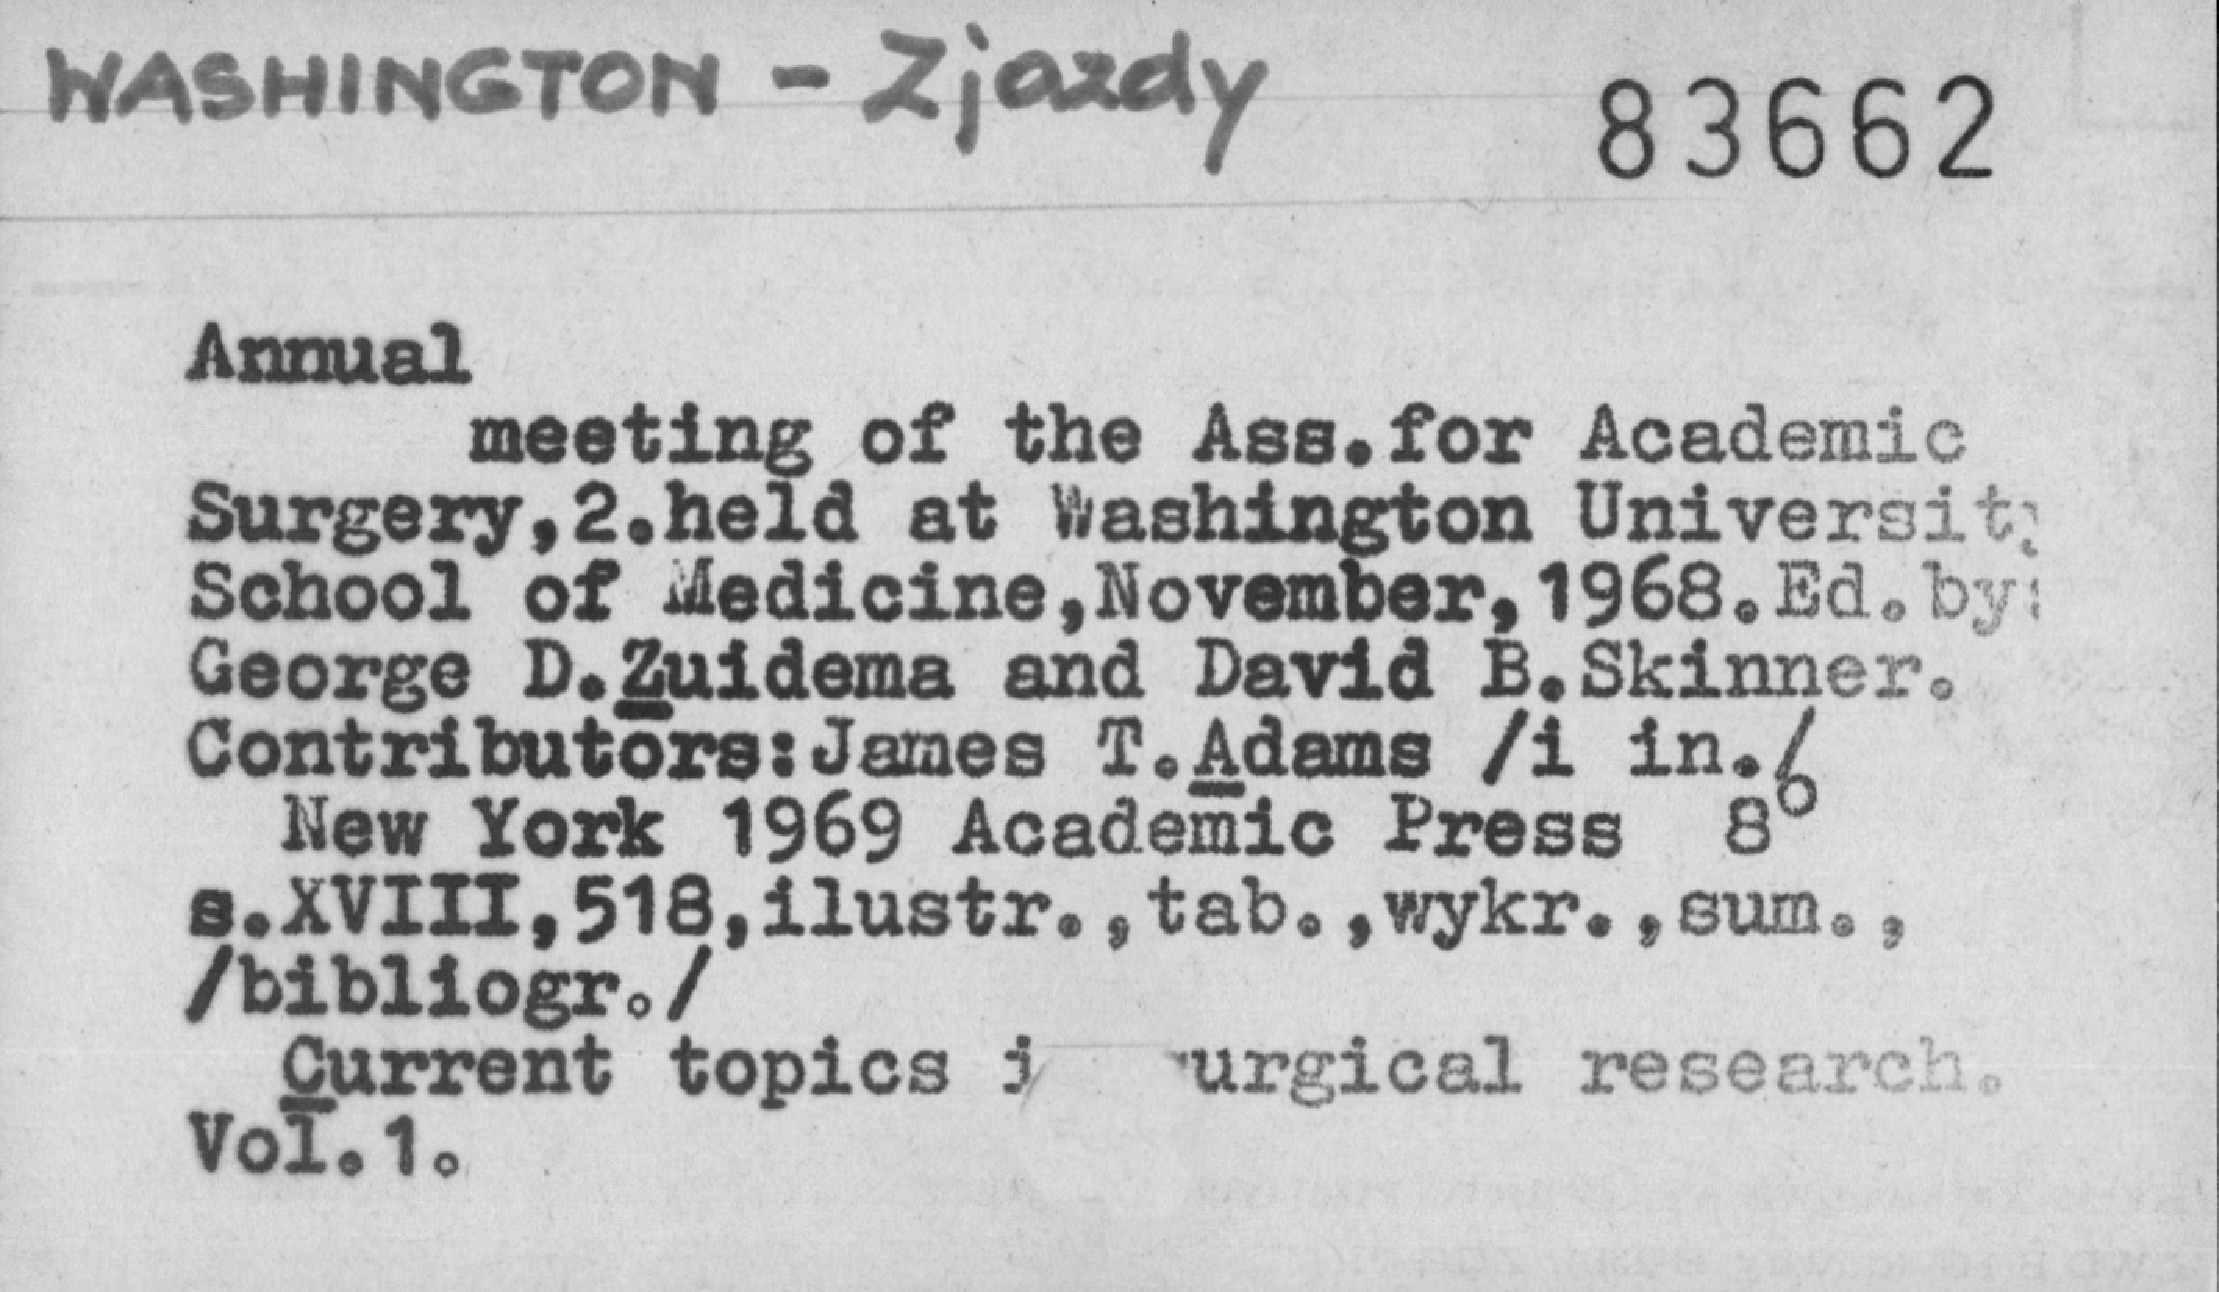 WASHINGTON - Zjazdy
83662
Annual
meeting of the Ass.for Academic
Surgery,2.held at Washington University
School of Medicine,November,1968.Ed.by:
George D.Zuidema and David B.Skinner.
Contributors:James T.Adams /i in./
New York 1969 Academic Press 8º
s.XVIII,518,ilustr.,tab.,wykr.,sum.,
/bibliogr./
Current topics urgical research.
Vol.1.